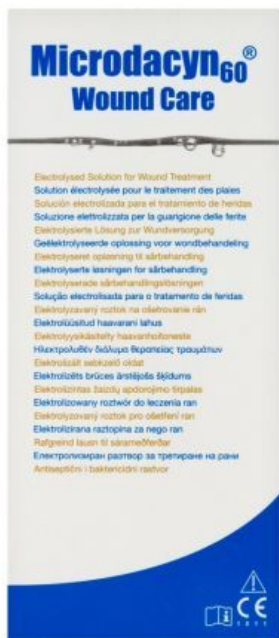 Microdacyn60®
Wound Care
Electrolysed Solution for Wound Treatment
Solution électrolysée pour le traitement des plaies
Solución electrolizada para el tratamiento de heridas
Soluzione elettrolizzata per la guarigione delle ferite
Elektrolysierte Lösung zur Wundversorgung
Geëlektrolyseerde oplossing voor wondbehandeling
Elektrolyseret opløsning til sårbehandling
Elektrolyserte løsningen for sårbehandling
Elektrolyserade sårbehandlingslösningen
Solução electrolisada para o tratamento de feridas
Elektrolyzovaný roztok na ošetrovanie rán
Elektrolüüsitud haavarani lahus
Elektrolyysikäsitelty haavanhoitoneste
Ηλεκτρολυθέν διάλυμα θεραπείας τραυμάτων
Elektrolizált sebkezelő oldat
Elektrolizēts brūces ārstējošs šķīdums
Elektrolizintas žaizdų apdorojimo tirpalas
Elektrolizowany roztwór do leczenia ran
Elektrolyzovaný roztok pro ošetření ran
Elektrolizirana raztopina za nego ran
Rafgreind lausn til sárameðferðar
Електролизиран разтвор за третиране на рани
Antiseptični i baktericidni rastvor
CE